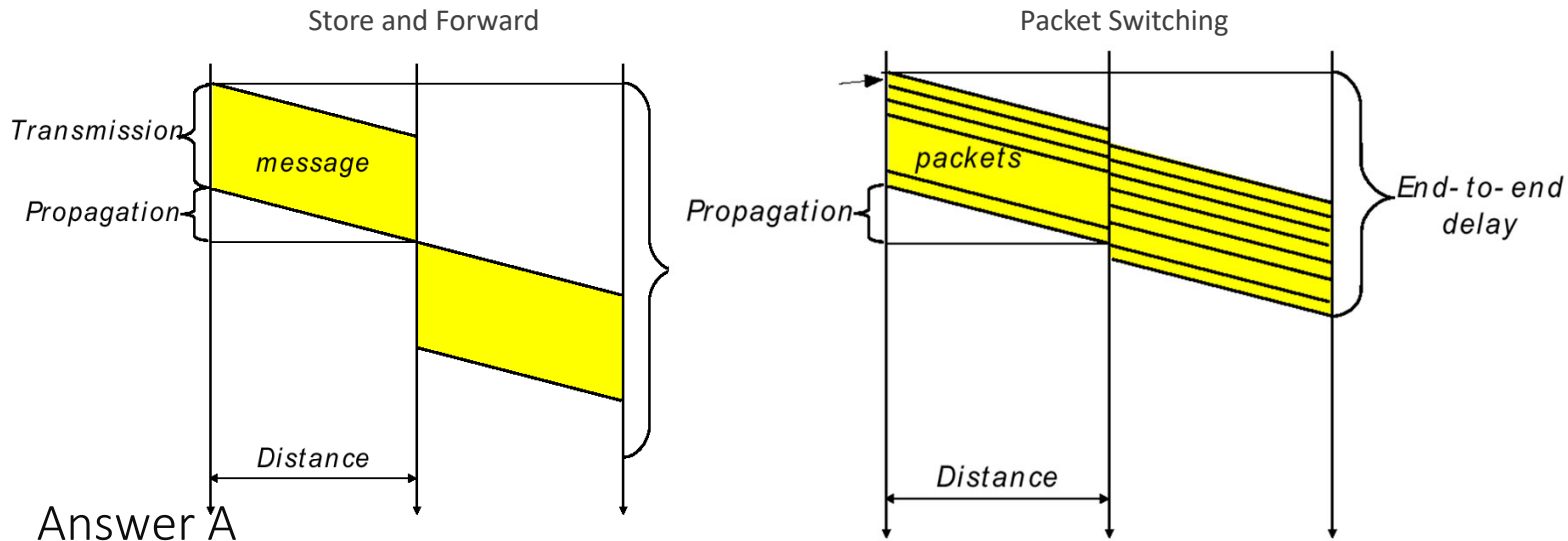 Store and Forward
Transmission
message
Propagation
Distance
Answer A
Packet Switching
packets
Propagation
End-to-end
delay
Distance